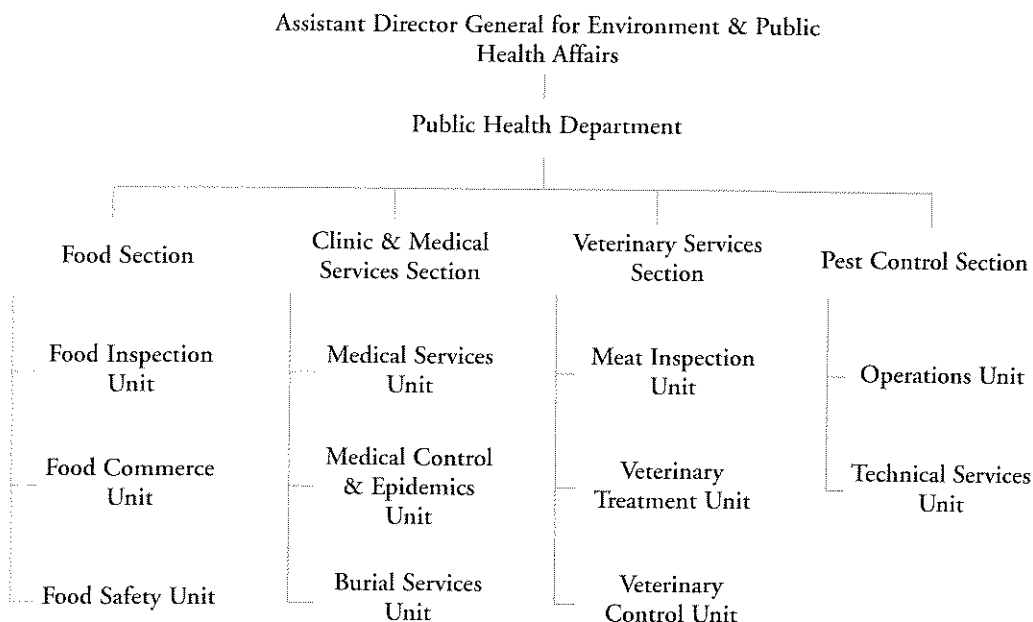 Assistant Director General for Environment & Public
Health Affairs
Public Health Department
Food Section
Clinic & Medical
Services Section
Veterinary Services
Section
Pest Control Section
Food Inspection
Unit
Medical Services
Unit
Meat Inspection
Unit
Operations Unit
Food Commerce
Unit
Medical Control
& Epidemics
Unit
Veterinary
Treatment Unit
Technical Services
Unit
Food Safety Unit
Burial Services
Unit
Veterinary
Control Unit